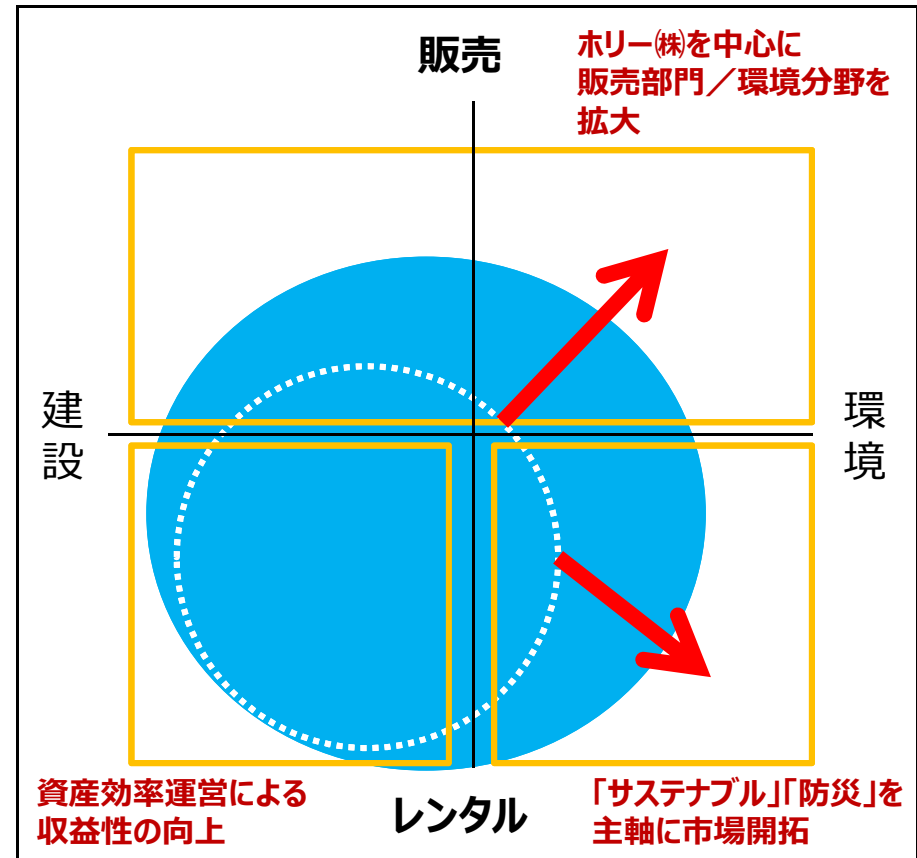 販売
ホリー㈱を中心に
販売部門／環境分野を
拡大
建設
環境
資産効率運営による
収益性の向上
レンタル
「サステナブル」「防災」を
主軸に市場開拓